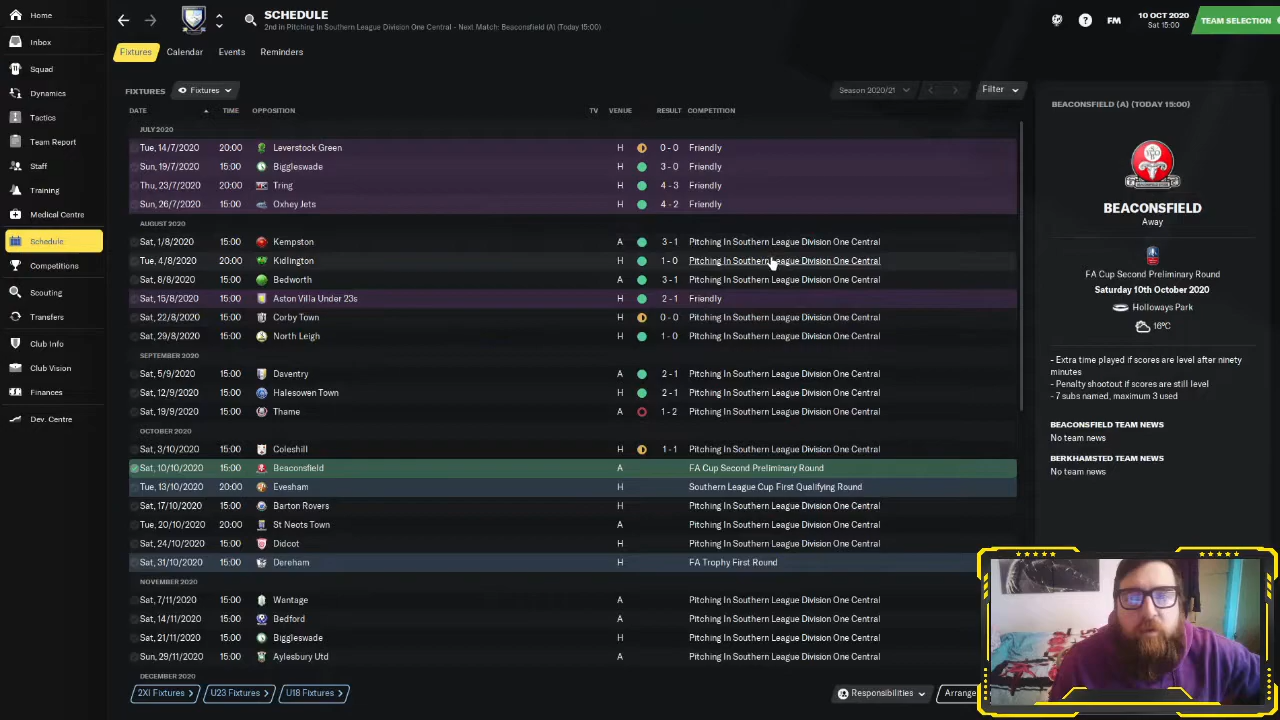 Home
Inbox
Squad
Dynamics
Tactics
Team Report
Staff
Training
Medical Centre
Schedule
Competitions
Scouting
Transfers
Club Info
Club Vision
Finances
Dev. Centre
SCHEDULE
2nd in Pitching In Southern League Division One Central - Next Match: Beaconsfield (A) (Today 15:00)
FM
10 OCT 2020
Sat 15:00
TEAM SELECTION
Fixtures Calendar Events Reminders
FIXTURES Fixtures Season 2020/21 Filter
DATE TIME OPPOSITION TV VENUE RESULT COMPETITION
JULY 2020
Tue, 14/7/2020 20:00 Leverstock Green H 0 - 0 Friendly
Sun, 19/7/2020 15:00 Biggleswade H 3 - 0 Friendly
Thu, 23/7/2020 20:00 Tring H 4 - 3 Friendly
Sun, 26/7/2020 15:00 Oxhey Jets H 4 - 2 Friendly
AUGUST 2020
Sat, 1/8/2020 15:00 Kempston A 3 - 1 Pitching In Southern League Division One Central
Tue, 4/8/2020 20:00 Kidlington H 1 - 0 Pitching In Southern League Division One Central
Sat, 8/8/2020 15:00 Bedworth A 3 - 1 Pitching In Southern League Division One Central
Sat, 15/8/2020 15:00 Aston Villa Under 23s H 2 - 1 Friendly
Sat, 22/8/2020 15:00 Corby Town H 0 - 0 Pitching In Southern League Division One Central
Sat, 29/8/2020 15:00 North Leigh H 1 - 0 Pitching In Southern League Division One Central
SEPTEMBER 2020
Sat, 5/9/2020 15:00 Daventry A 2 - 1 Pitching In Southern League Division One Central
Sat, 12/9/2020 15:00 Halesowen Town H 2 - 1 Pitching In Southern League Division One Central
Sat, 19/9/2020 15:00 Thame A 1 - 2 Pitching In Southern League Division One Central
OCTOBER 2020
Sat, 3/10/2020 15:00 Coleshill H 1 - 1 Pitching In Southern League Division One Central
Sat, 10/10/2020 15:00 Beaconsfield A FA Cup Second Preliminary Round
Tue, 13/10/2020 20:00 Evesham H Southern League Cup First Qualifying Round
Sat, 17/10/2020 15:00 Barton Rovers H Pitching In Southern League Division One Central
Tue, 20/10/2020 20:00 St Neots Town A Pitching In Southern League Division One Central
Sat, 24/10/2020 15:00 Didcot H Pitching In Southern League Division One Central
Sat, 31/10/2020 15:00 Dereham H FA Trophy First Round
NOVEMBER 2020
Sat, 7/11/2020 15:00 Wantage A Pitching In Southern League Division One Central
Sat, 14/11/2020 15:00 Bedford A Pitching In Southern League Division One Central
Sat, 21/11/2020 15:00 Biggleswade H Pitching In Southern League Division One Central
Sun, 29/11/2020 15:00 Aylesbury Utd A Pitching In Southern League Division One Central
DECEMBER 2020
2XI Fixtures U23 Fixtures U18 Fixtures Responsibilities Arrange
BEACONSFIELD (A) (TODAY 15:00)
BEACONSFIELD
Away
FA Cup Second Preliminary Round
Saturday 10th October 2020
Holloways Park
16°C
- Extra time played if scores are level after ninety
minutes
- Penalty shootout if scores are still level
- 7 subs named, maximum 3 used
BEACONSFIELD TEAM NEWS
No team news
BERKHAMSTED TEAM NEWS
No team news